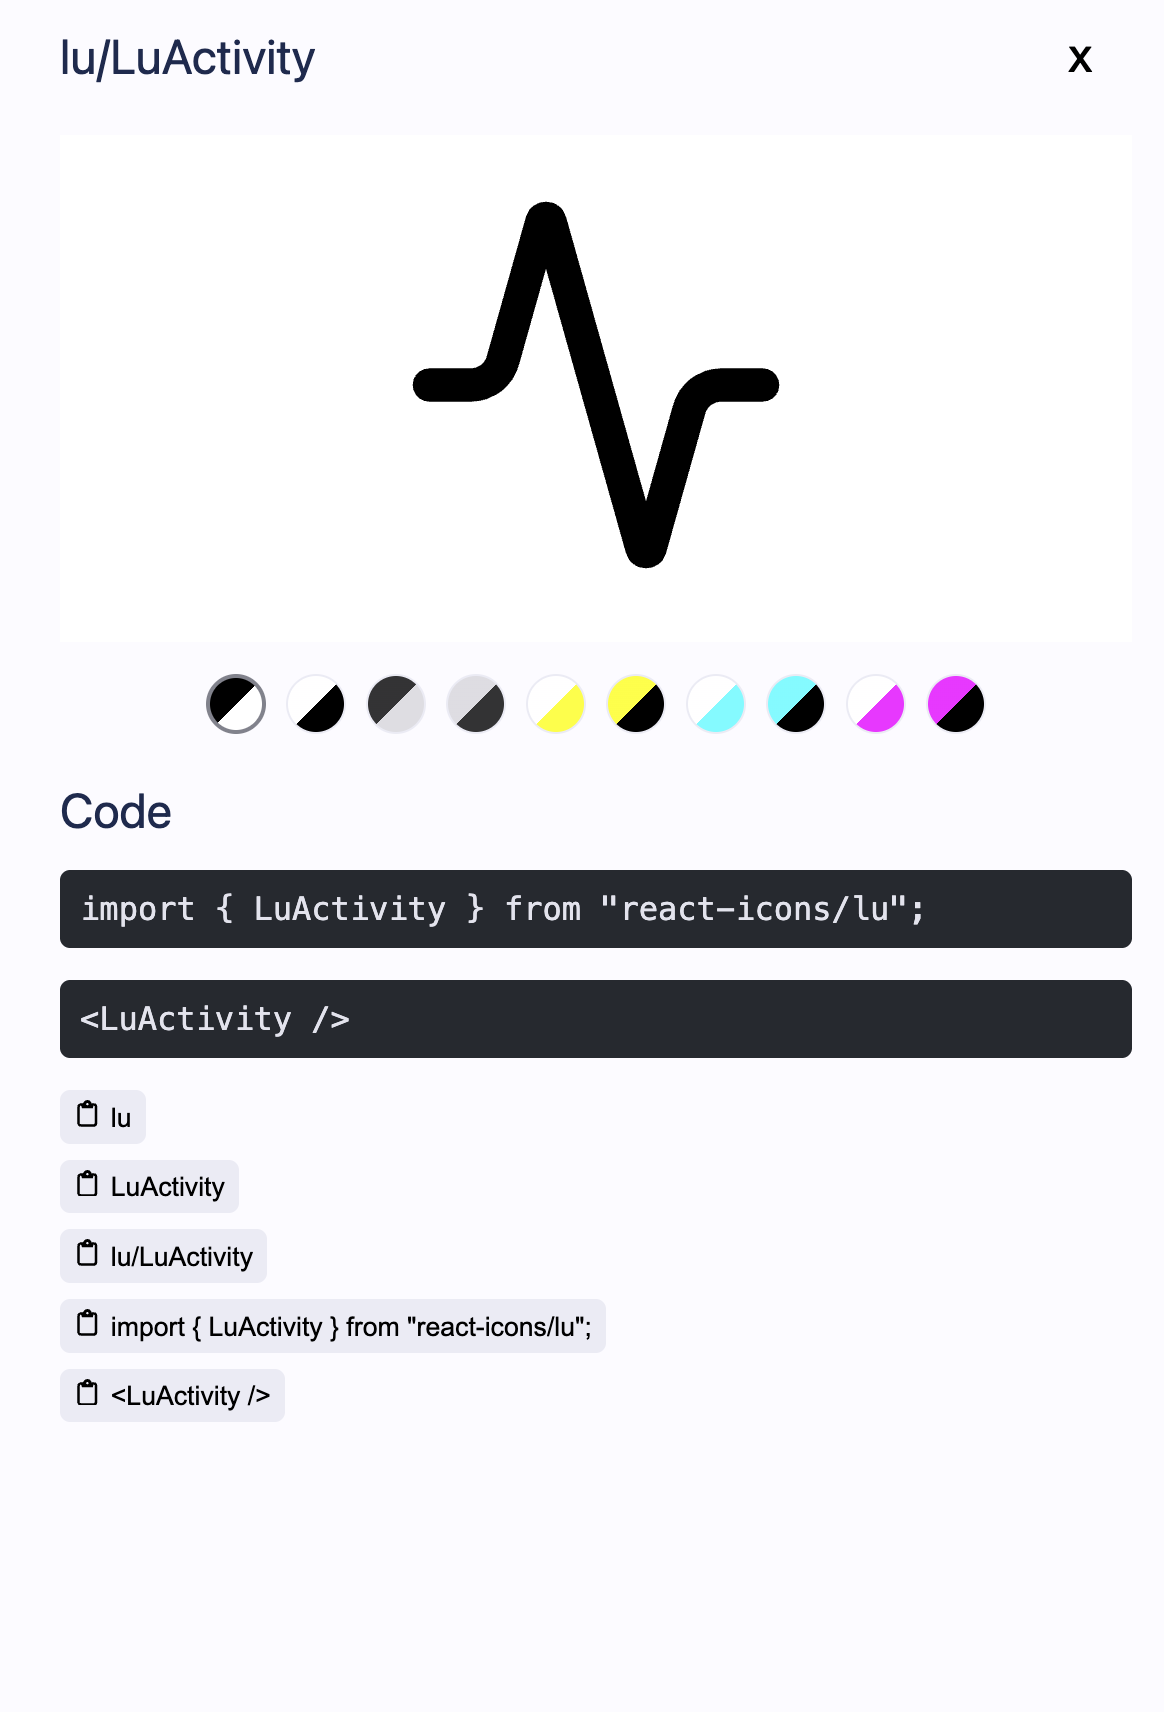 lu/LuActivity
X
Code
import { LuActivity } from "react-icons/lu";
<LuActivity />
lu
LuActivity
lu/LuActivity
import { LuActivity } from "react-icons/lu";
<LuActivity />